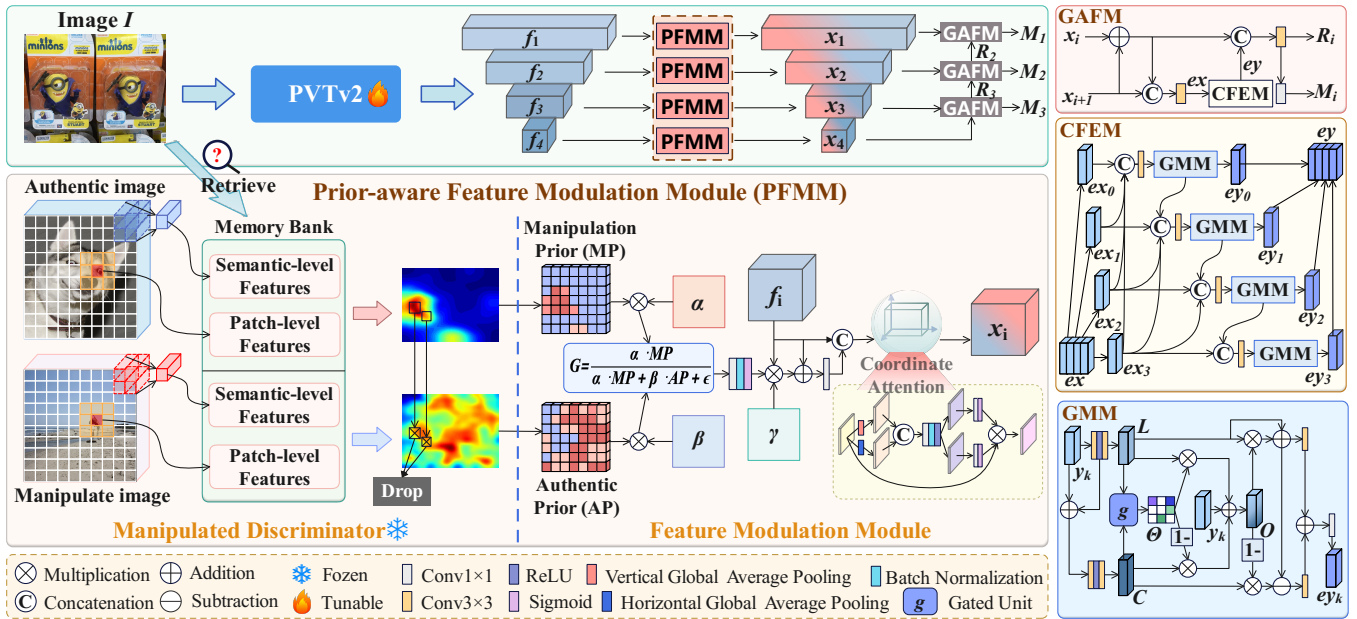 Image I
minions
minions
STUART
PVTv2
f1
f2
f3
f4
PFMM
PFMM
PFMM
PFMM
x1
x2
x3
x4
GAFM
GAFM
GAFM
R2
R3
M1
M2
M3
?
Retrieve
Prior-aware Feature Modulation Module (PFMM)
Authentic image
Manipulate image
Memory Bank
Semantic-level
Features
Patch-level
Features
Semantic-level
Features
Patch-level
Features
Drop
Manipulated Discriminator
Manipulation
Prior (MP)
Authentic
Prior (AP)
α
β
γ
G= α · MP / α · MP + β · AP + ϵ
fi
C
Coordinate
Attention
C
xi
Feature Modulation Module
Multiplication
Addition
Fozen
Conv1×1
ReLU
Vertical Global Average Pooling
Batch Normalization
C Concatenation
Subtraction
Tunable
Conv3×3
Sigmoid
Horizontal Global Average Pooling
g Gated Unit
GAFM
xi
xi+1
C
C
ex
ey
CFEM
Ri
Mi
CFEM
ex0
ex1
ex2
ex3
ex
C
C
C
C
GMM
GMM
GMM
GMM
ey0
ey1
ey2
ey3
ey
GMM
yk
L
g
Θ
1-
yk
O
1-
C
eyk